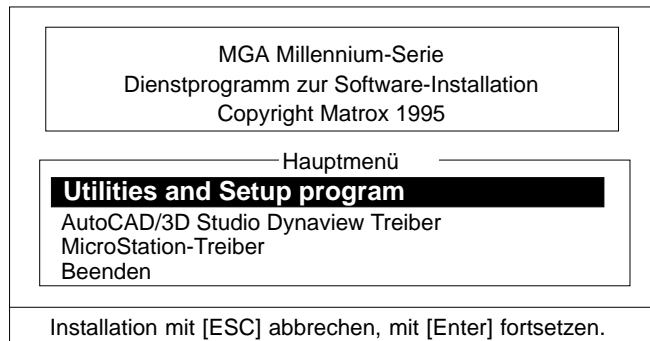 MGA Millennium-Serie
Dienstprogramm zur Software-Installation
Copyright Matrox 1995
Hauptmenü
Utilities and Setup program
AutoCAD/3D Studio Dynaview Treiber
MicroStation-Treiber
Beenden
Installation mit [ESC] abbrechen, mit [Enter] fortsetzen.